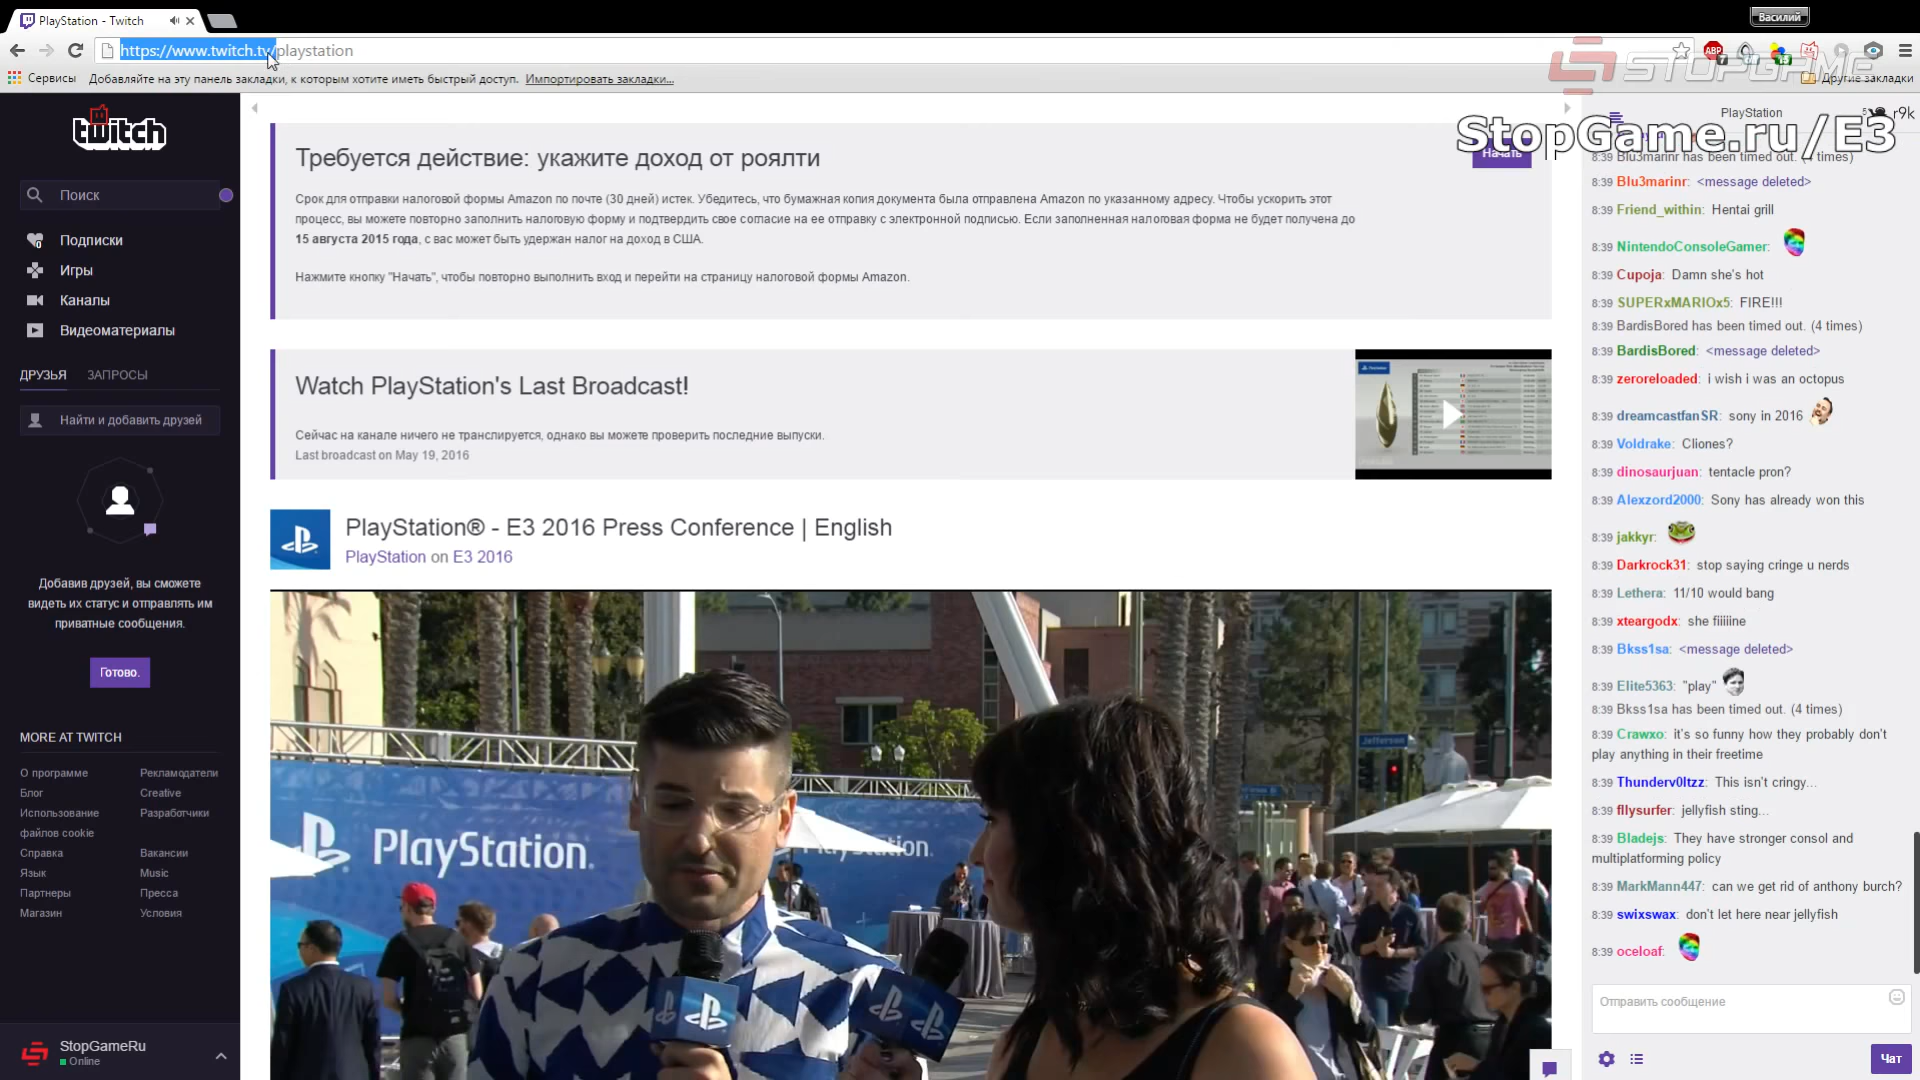 PlayStation - Twitch
Василий
https://www.twitch.tv/playstation
Сервисы
Добавляйте на эту панель закладки, к которым хотите иметь быстрый доступ.
Импортировать закладки...
Другие закладки
STOPGAME
StopGame.ru/E3
twitch
Поиск
Подписки
Игры
Каналы
Видеоматериалы
ДРУЗЬЯ
ЗАПРОСЫ
Найти и добавить друзей
Добавив друзей, вы сможете
видеть их статус и отправлять им
приватные сообщения.
Готово.
MORE AT TWITCH
О программе
Рекламодатели
Блог
Creative
Использование
файлов cookie
Разработчики
Справка
Вакансии
Язык
Music
Партнеры
Пресса
Магазин
Условия
StopGameRu
Online
Требуется действие: укажите доход от роялти
Начать
Срок для отправки налоговой формы Amazon по почте (30 дней) истек. Убедитесь, что бумажная копия документа была отправлена Amazon по указанному адресу. Чтобы ускорить этот
процесс, вы можете повторно заполнить налоговую форму и подтвердить свое согласие на ее отправку с электронной подписью. Если заполненная налоговая форма не будет получена до
15 августа 2015 года, с вас может быть удержан налог на доход в США.
Нажмите кнопку "Начать", чтобы повторно выполнить вход и перейти на страницу налоговой формы Amazon.
Watch PlayStation's Last Broadcast!
Сейчас на канале ничего не транслируется, однако вы можете проверить последние выпуски.
Last broadcast on May 19, 2016
PlayStation® - E3 2016 Press Conference | English
PlayStation on E3 2016
Jefferson
PlayStation
PlayStation
r9k
8:39 Blu3marinr has been timed out. (4 times)
8:39 Blu3marinr: <message deleted>
8:39 Friend_within: Hentai grill
8:39 NintendoConsoleGamer:
8:39 Cupoja: Damn she's hot
8:39 SUPERxMARIOx5: FIRE!!!
8:39 BardisBored has been timed out. (4 times)
8:39 BardisBored: <message deleted>
8:39 zeroreloaded: i wish i was an octopus
8:39 dreamcastfanSR: sony in 2016
8:39 Voldrake: Cliones?
8:39 dinosaurjuan: tentacle pron?
8:39 Alexzord2000: Sony has already won this
8:39 jakkyr:
8:39 Darkrock31: stop saying cringe u nerds
8:39 Lethera: 11/10 would bang
8:39 xteargodx: she fiiiiine
8:39 Bkss1sa: <message deleted>
8:39 Elite5363: "play"
8:39 Bkss1sa has been timed out. (4 times)
8:39 Crawxo: it's so funny how they probably don't
play anything in their freetime
8:39 Thunderv0ltzz: This isn't cringy...
8:39 fllysurfer: jellyfish sting...
8:39 Bladejs: They have stronger consol and
multiplatforming policy
8:39 MarkMann447: can we get rid of anthony burch?
8:39 swixswax: don't let here near jellyfish
8:39 oceloaf:
Отправить сообщение
Чат